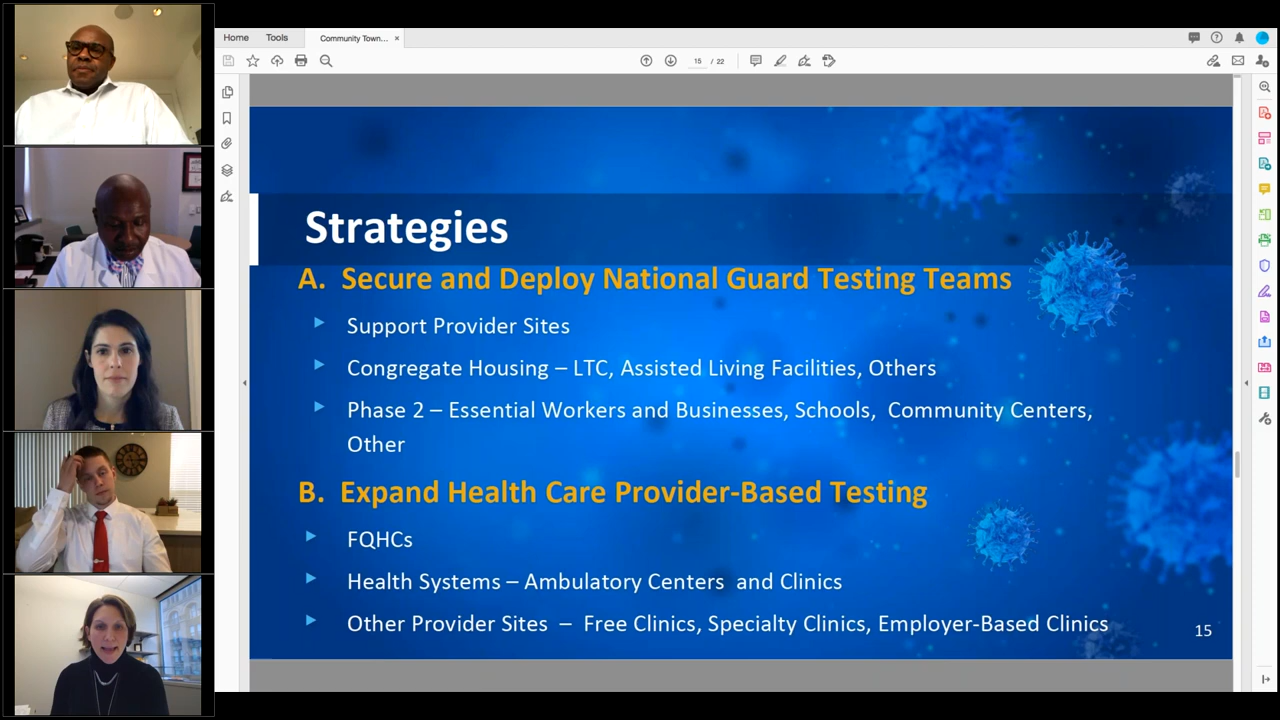 Home Tools Community Town... ×
15 / 22
Strategies
A. Secure and Deploy National Guard Testing Teams
Support Provider Sites
Congregate Housing – LTC, Assisted Living Facilities, Others
Phase 2 – Essential Workers and Businesses, Schools, Community Centers,
Other
B. Expand Health Care Provider-Based Testing
FQHCs
Health Systems – Ambulatory Centers and Clinics
Other Provider Sites – Free Clinics, Specialty Clinics, Employer-Based Clinics
15